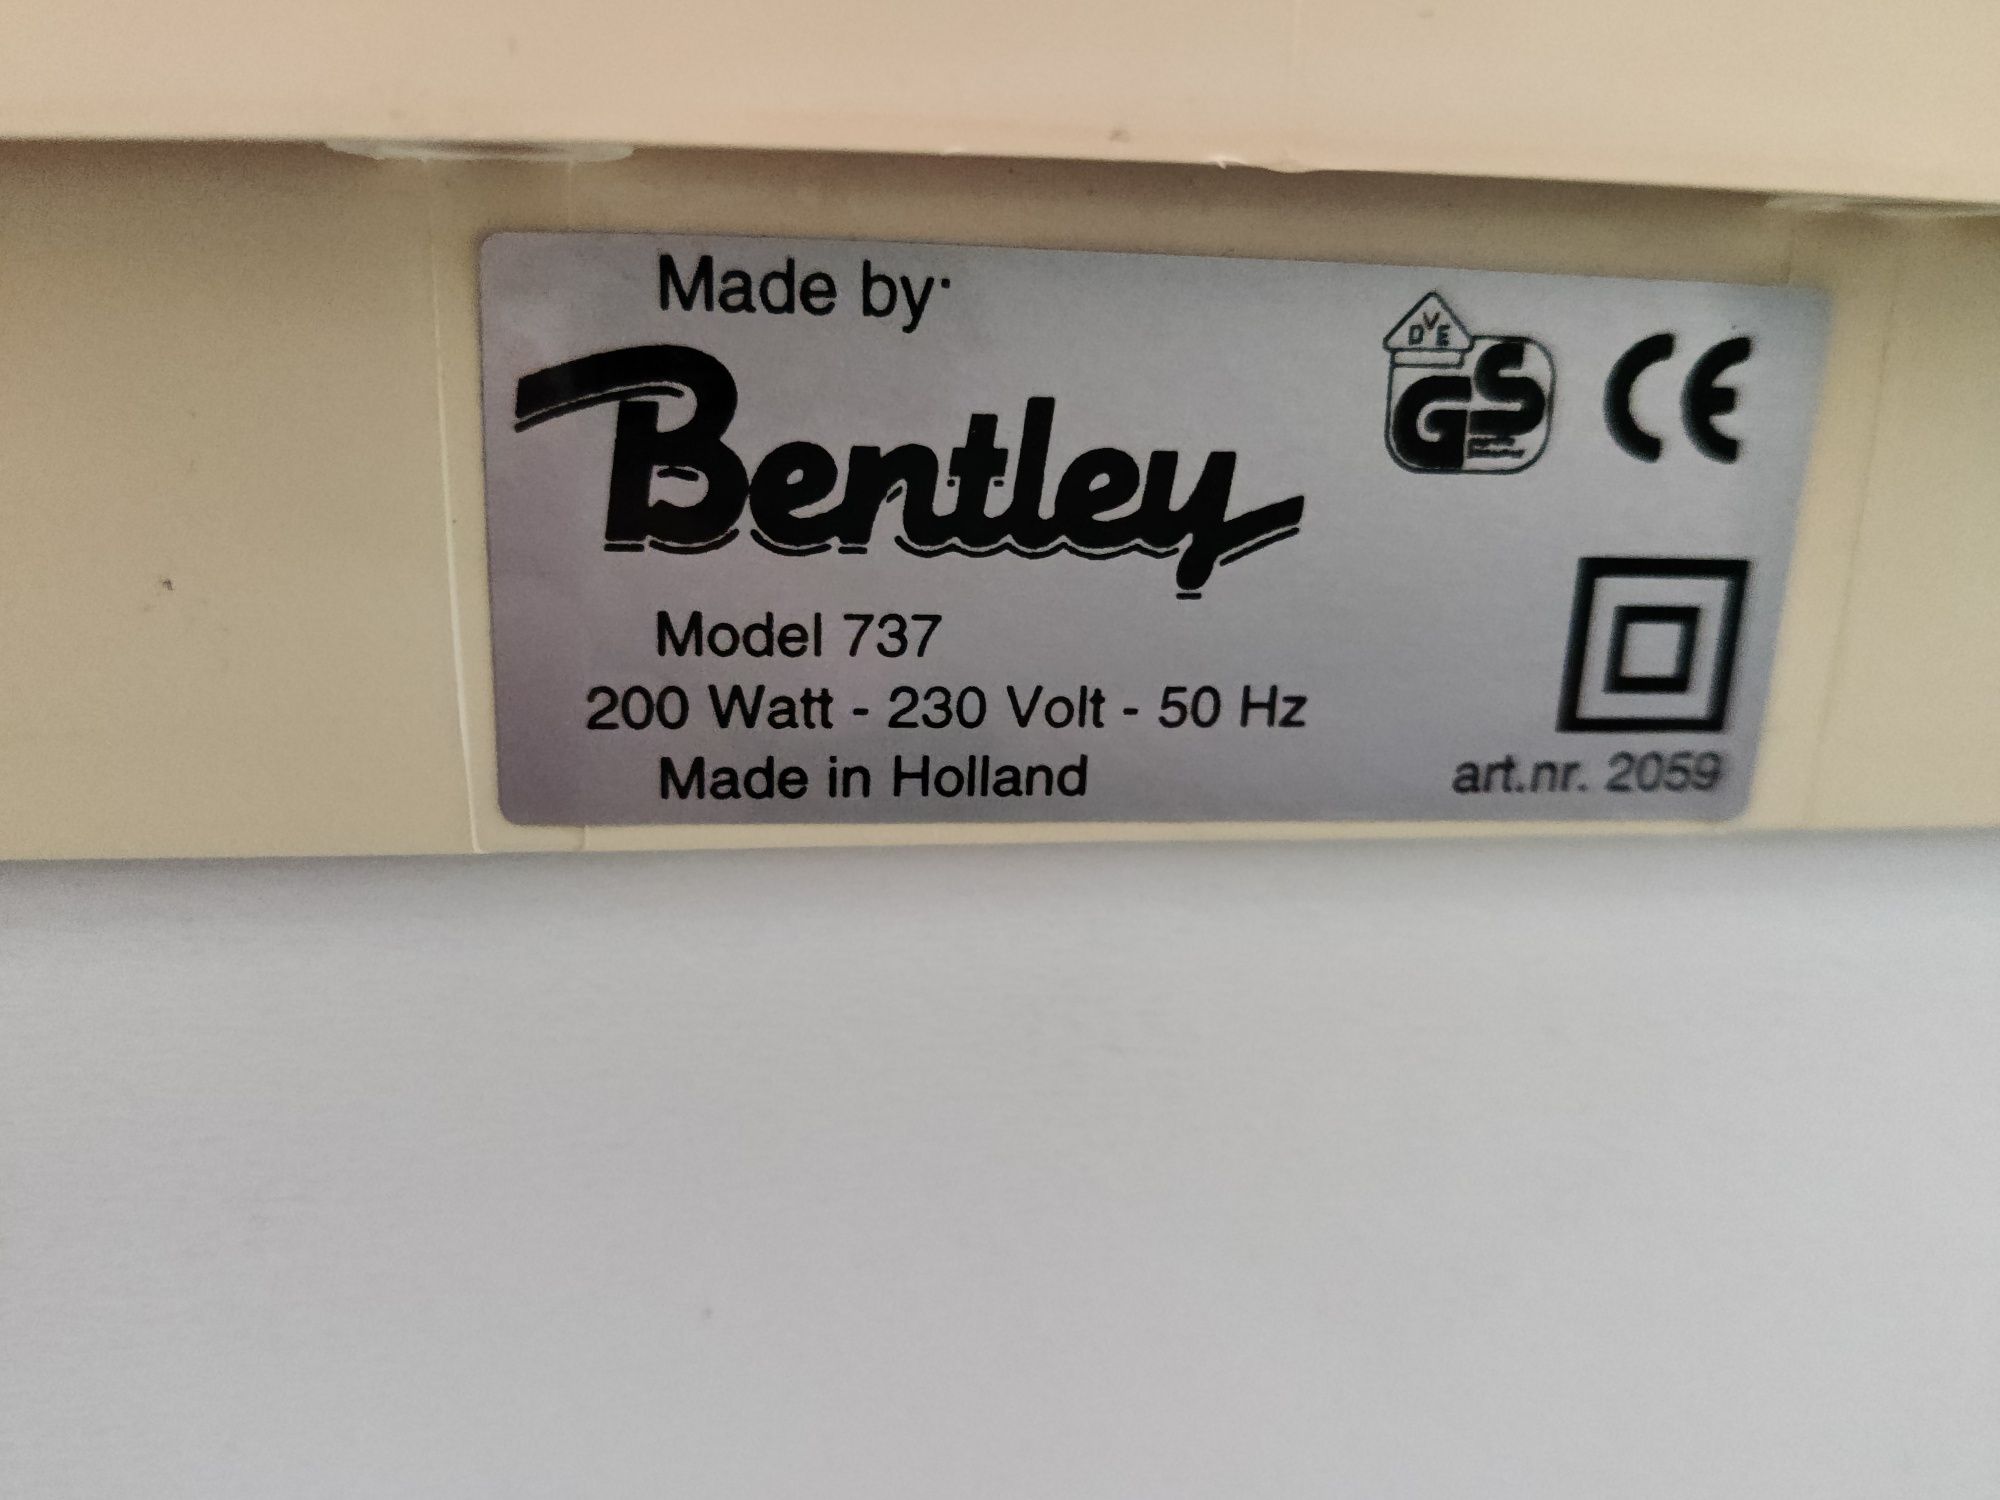 Made by:
Bentley
Model 737
200 Watt - 230 Volt - 50 Hz
Made in Holland
DVE
GS
CE
art.nr. 2059